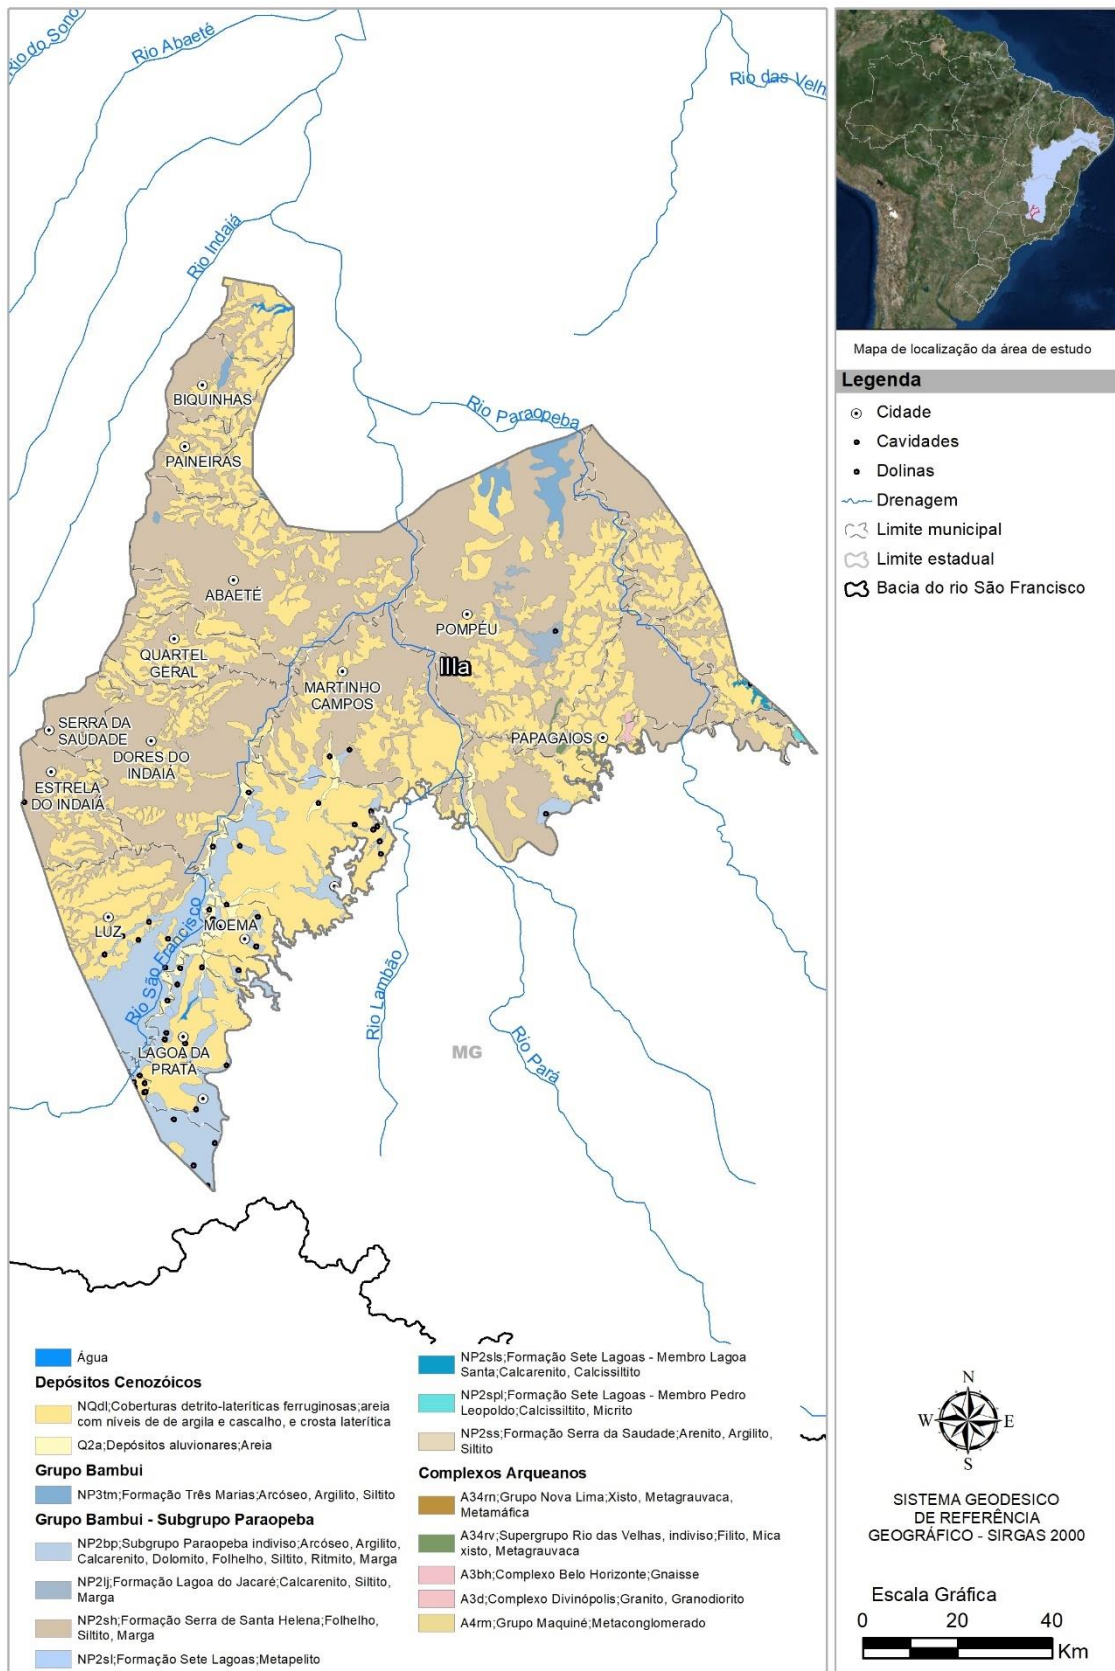 Rio do Sono
Rio Abaeté
Rio das Velh
Rio Indaiá
Rio Paraopeba
BIQUINHAS
PAINEIRAS
ABAETÉ
POMPÉU
QUARTEL
GERAL
IIIa
MARTINHO
CAMPOS
SERRA DA
SAUDADE
DORES DO
INDAIÁ
PAPAGAIOS
ESTRELA
DO INDAIÁ
LUZ
MOEMA
Rio São Francisco
Rio Lambão
Rio Pará
LAGOA DA
PRATA
MG
Água
Depósitos Cenozóicos
NQdl;Coberturas detrito-lateríticas ferruginosas;areia
com níveis de de argila e cascalho, e crosta laterítica
Q2a;Depósitos aluvionares;Areia
Grupo Bambui
NP3tm;Formação Três Marias;Arcóseo, Argilito, Siltito
Grupo Bambui - Subgrupo Paraopeba
NP2bp;Subgrupo Paraopeba indiviso;Arcóseo, Argilito,
Calcarenito, Dolomito, Folhelho, Siltito, Ritmito, Marga
NP2lj;Formação Lagoa do Jacaré;Calcarenito, Siltito,
Marga
NP2sh;Formação Serra de Santa Helena;Folhelho,
Siltito, Marga
NP2sl;Formação Sete Lagoas;Metapelito
NP2sls;Formação Sete Lagoas - Membro Lagoa
Santa;Calcarenito, Calcissiltito
NP2spl;Formação Sete Lagoas - Membro Pedro
Leopoldo;Calcissiltito, Micrito
NP2ss;Formação Serra da Saudade;Arenito, Argilito,
Siltito
Complexos Arqueanos
A34rn;Grupo Nova Lima;Xisto, Metagrauvaca,
Metamáfica
A34rv;Supergrupo Rio das Velhas, indiviso;Filito, Mica
xisto, Metagrauvaca
A3bh;Complexo Belo Horizonte;Gnaisse
A3d;Complexo Divinópolis;Granito, Granodiorito
A4rm;Grupo Maquiné;Metaconglomerado
Mapa de localização da área de estudo
Legenda
Cidade
Cavidades
Dolinas
Drenagem
Limite municipal
Limite estadual
Bacia do rio São Francisco
N
W
E
S
SISTEMA GEODESICO
DE REFERÊNCIA
GEOGRÁFICO - SIRGAS 2000
Escala Gráfica
0 20 40
Km